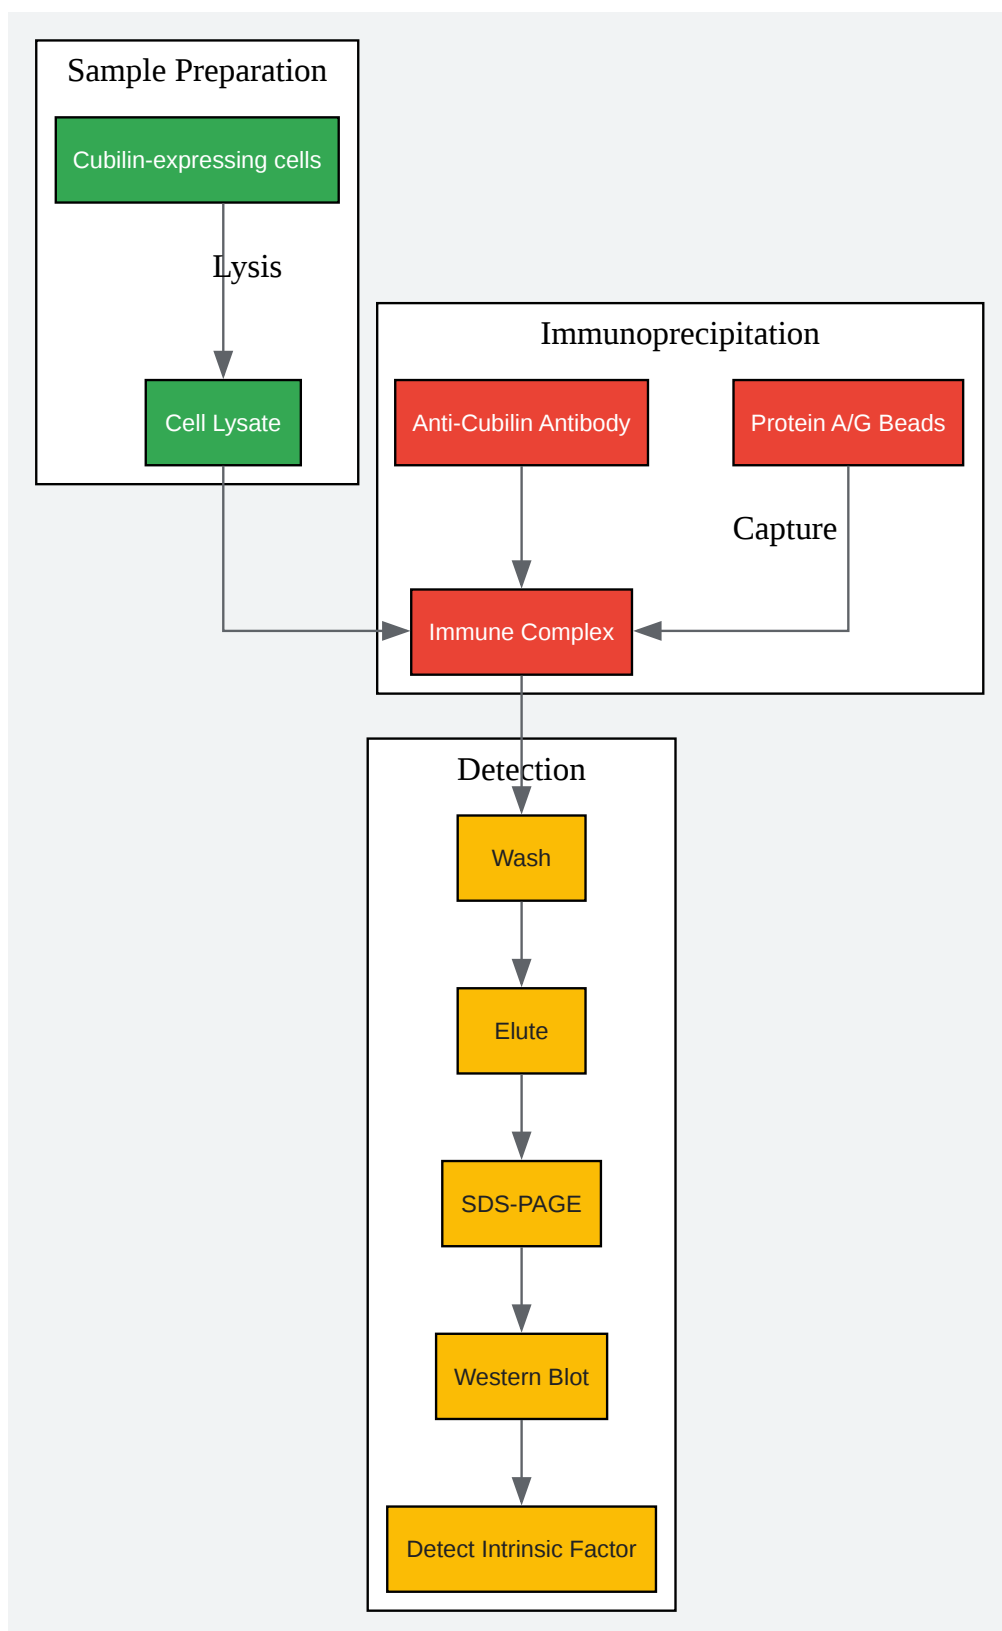 Sample Preparation
Cubilin-expressing cells
Lysis
Cell Lysate
Immunoprecipitation
Anti-Cubilin Antibody
Protein A/G Beads
Capture
Immune Complex
Detection
Wash
Elute
SDS-PAGE
Western Blot
Detect Intrinsic Factor